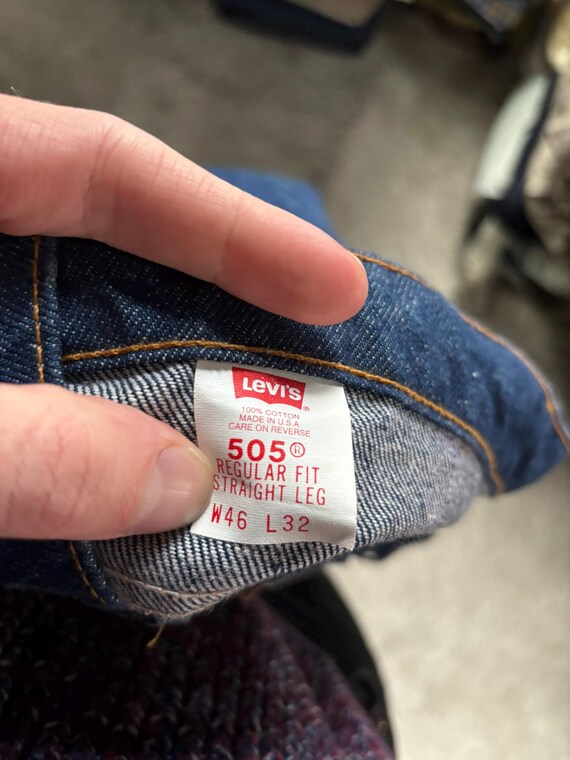 LEVI'S ®
100% COTTON
MADE IN U.S.A
CARE ON REVERSE
505®
REGULAR FIT
STRAIGHT LEG
W46 L32